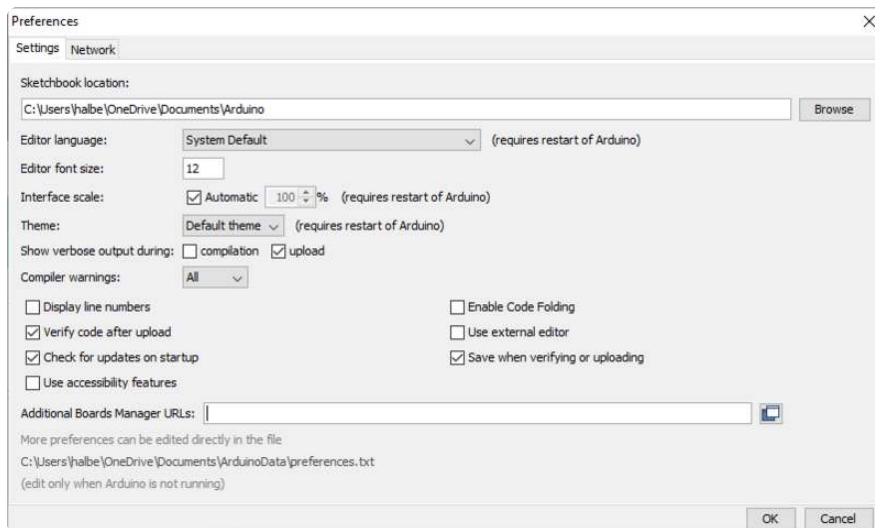 Preferences
Settings Network
Sketchbook location:
C:\Users\halbe\OneDrive\Documents\Arduino Browse
Editor language: System Default (requires restart of Arduino)
Editor font size: 12
Interface scale: Automatic 100 % (requires restart of Arduino)
Theme: Default theme (requires restart of Arduino)
Show verbose output during: compilation upload
Compiler warnings: All
Display line numbers Enable Code Folding
Verify code after upload Use external editor
Check for updates on startup Save when verifying or uploading
Use accessibility features
Additional Boards Manager URLs:
More preferences can be edited directly in the file
C:\Users\halbe\OneDrive\Documents\ArduinoData\preferences.txt
(edit only when Arduino is not running)
OK Cancel